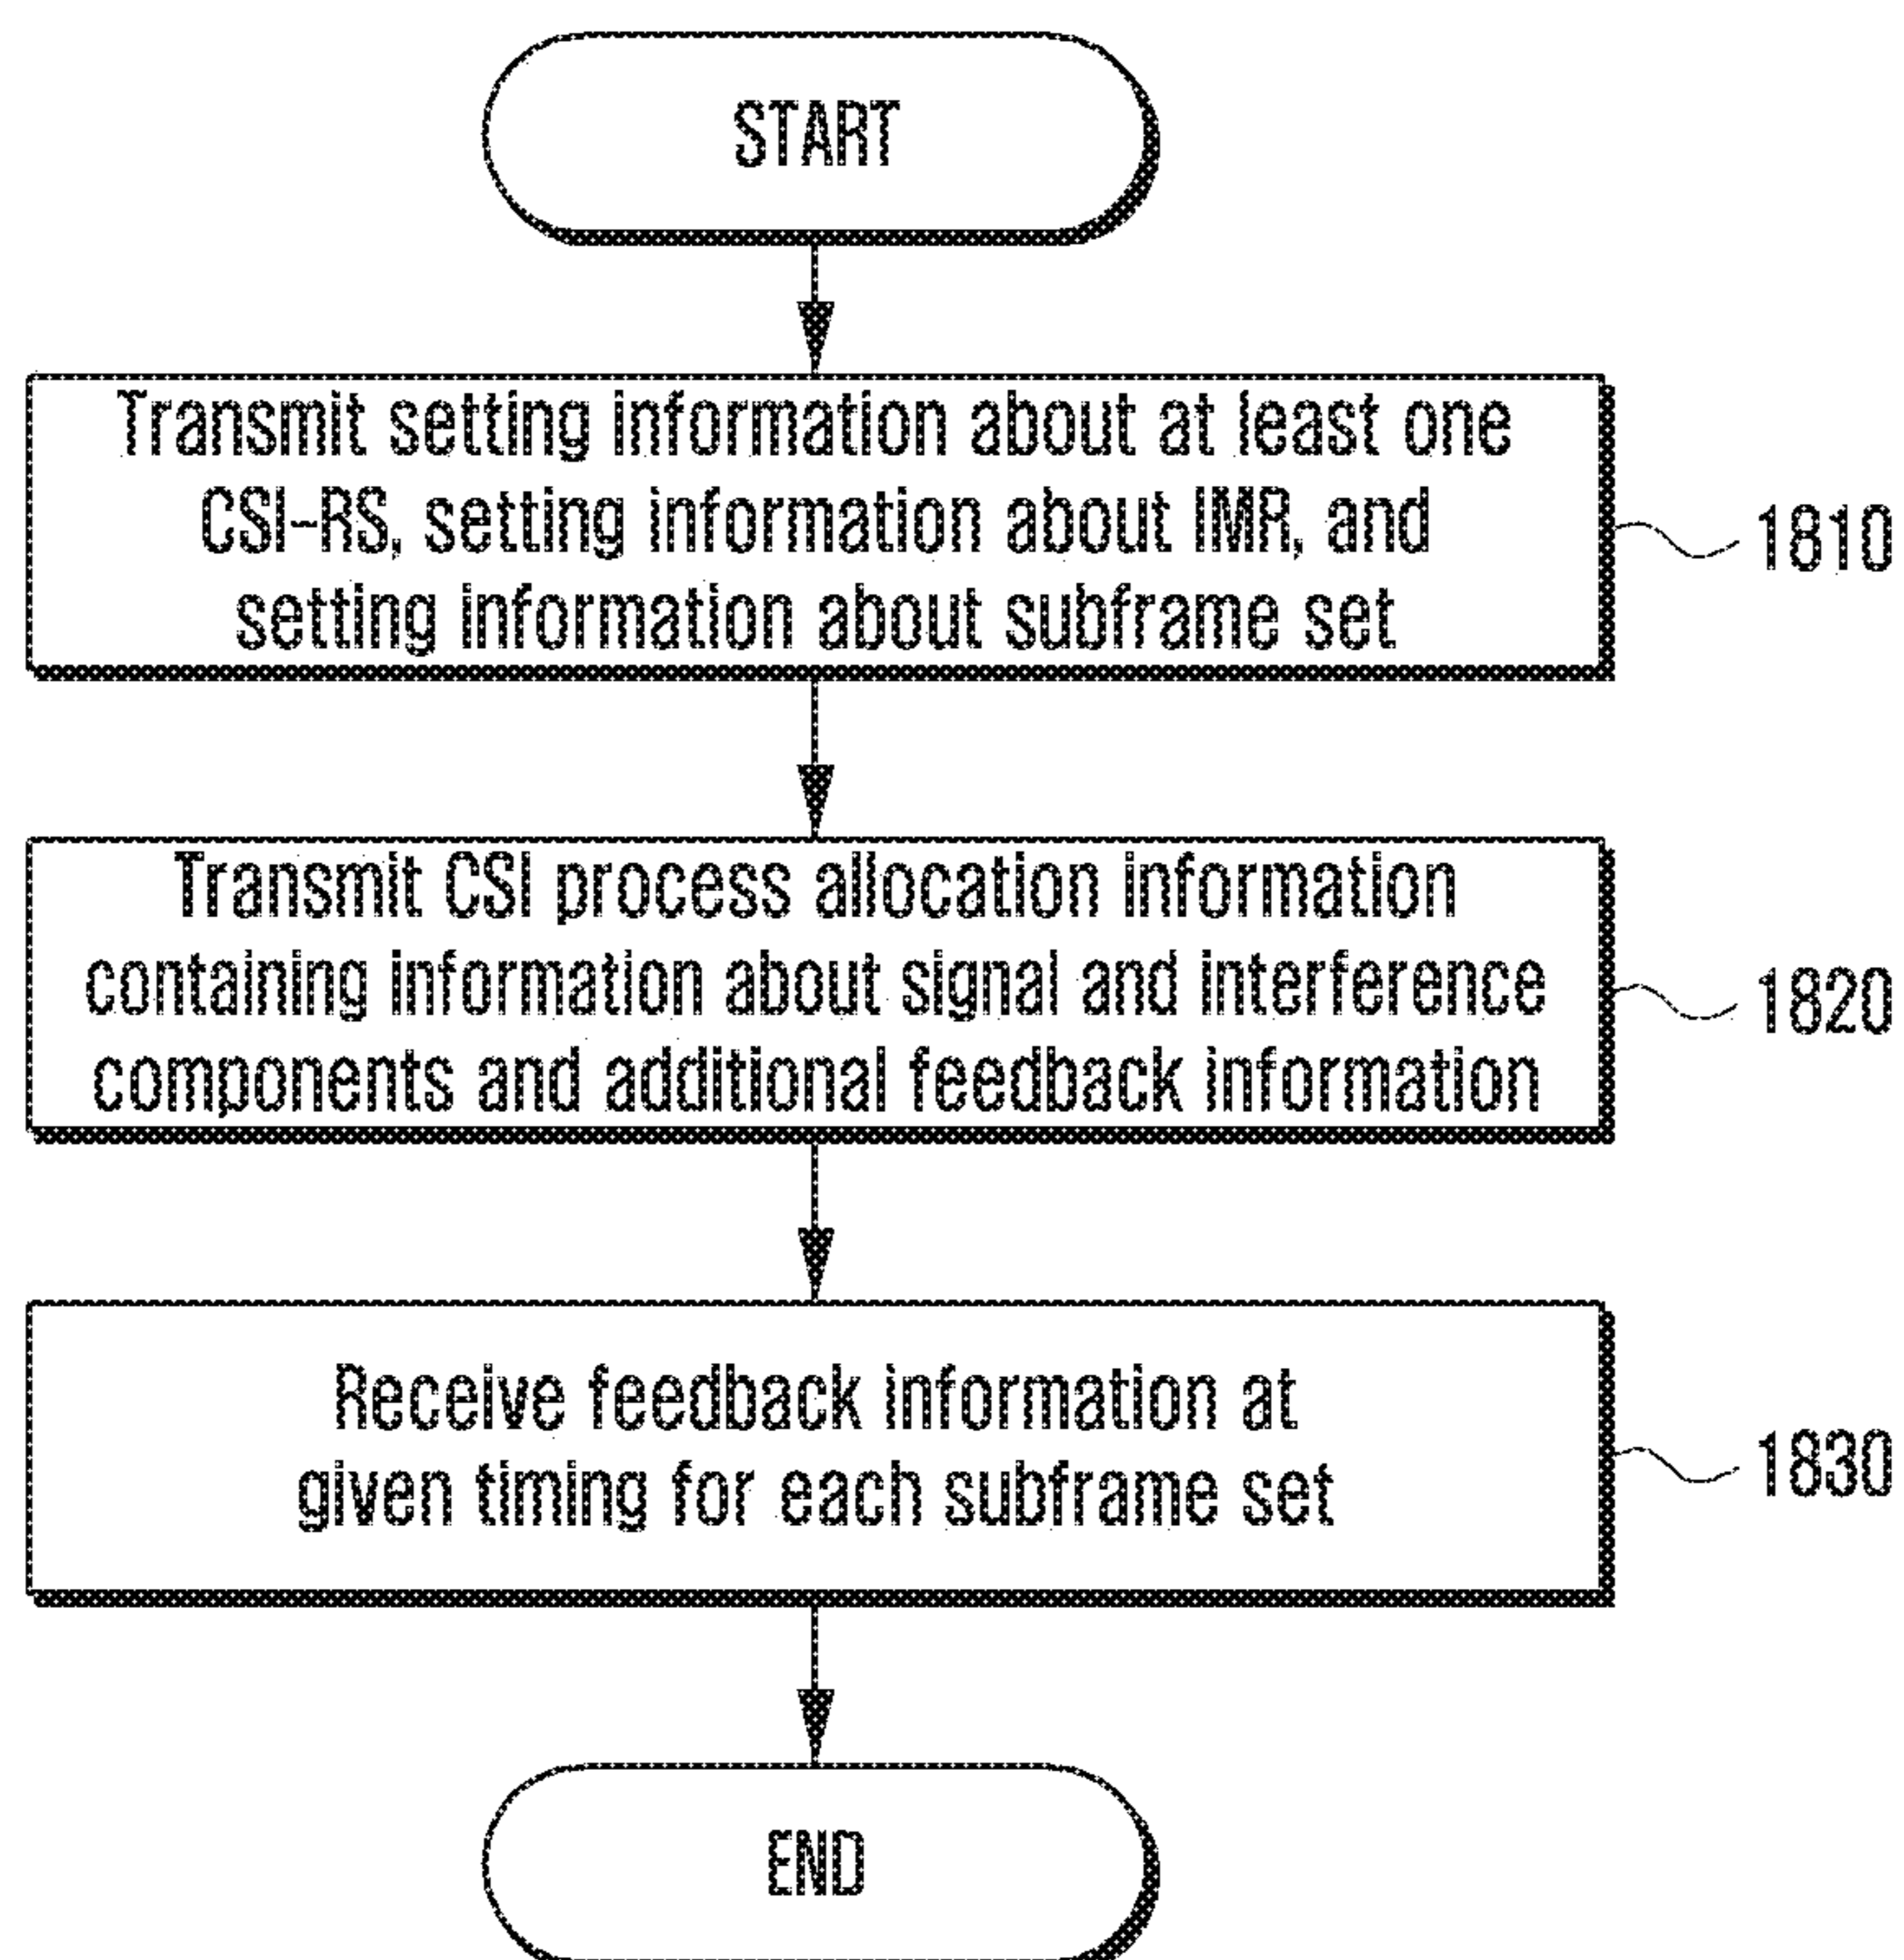 START
Transmit setting information about at least one
CSI-RS, setting information about IMR, and
setting information about subframe set
1810
Transmit CSI process allocation information
containing information about signal and interference
components and additional feedback information
1820
Receive feedback information at
given timing for each subframe set
1830
END